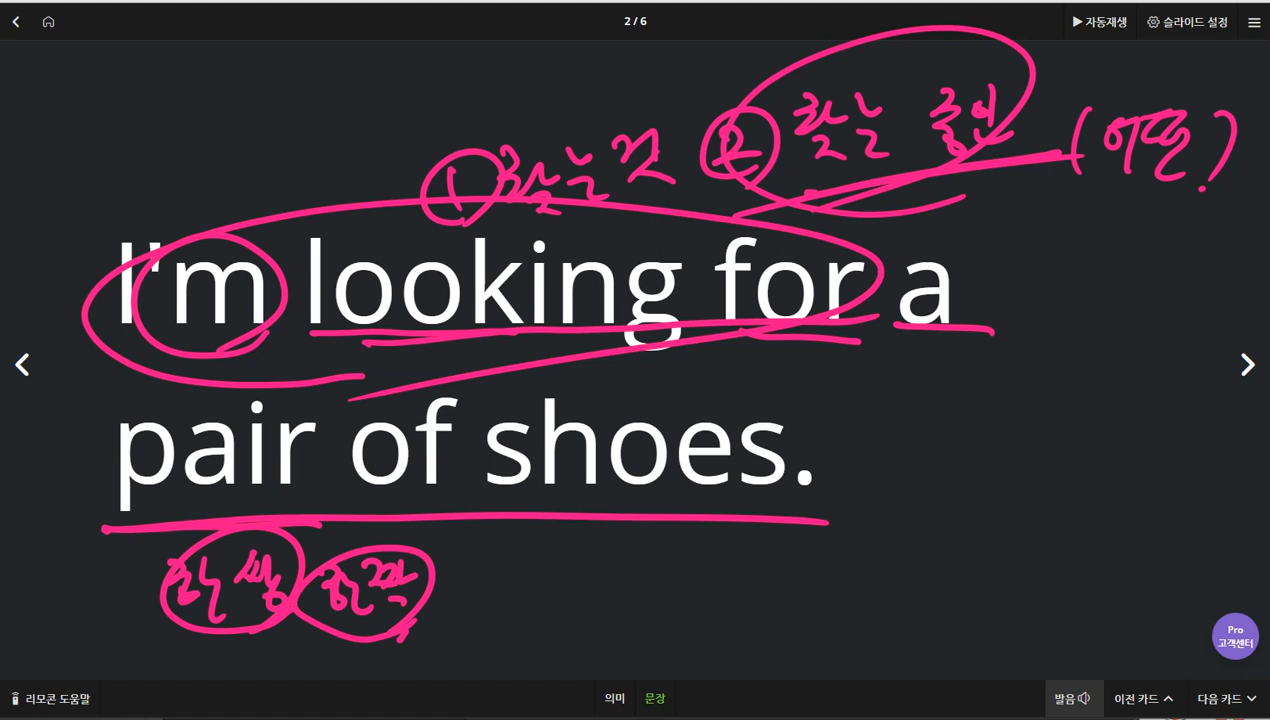 2 / 6
자동재생
슬라이드 설정
① 찾는 것 ② 찾는 중인 (어떤?)
I'm looking for a
pair of shoes.
한 쌍 한 짝
Pro
고객센터
리모콘 도움말
의미
문장
발음
이전 카드
다음 카드